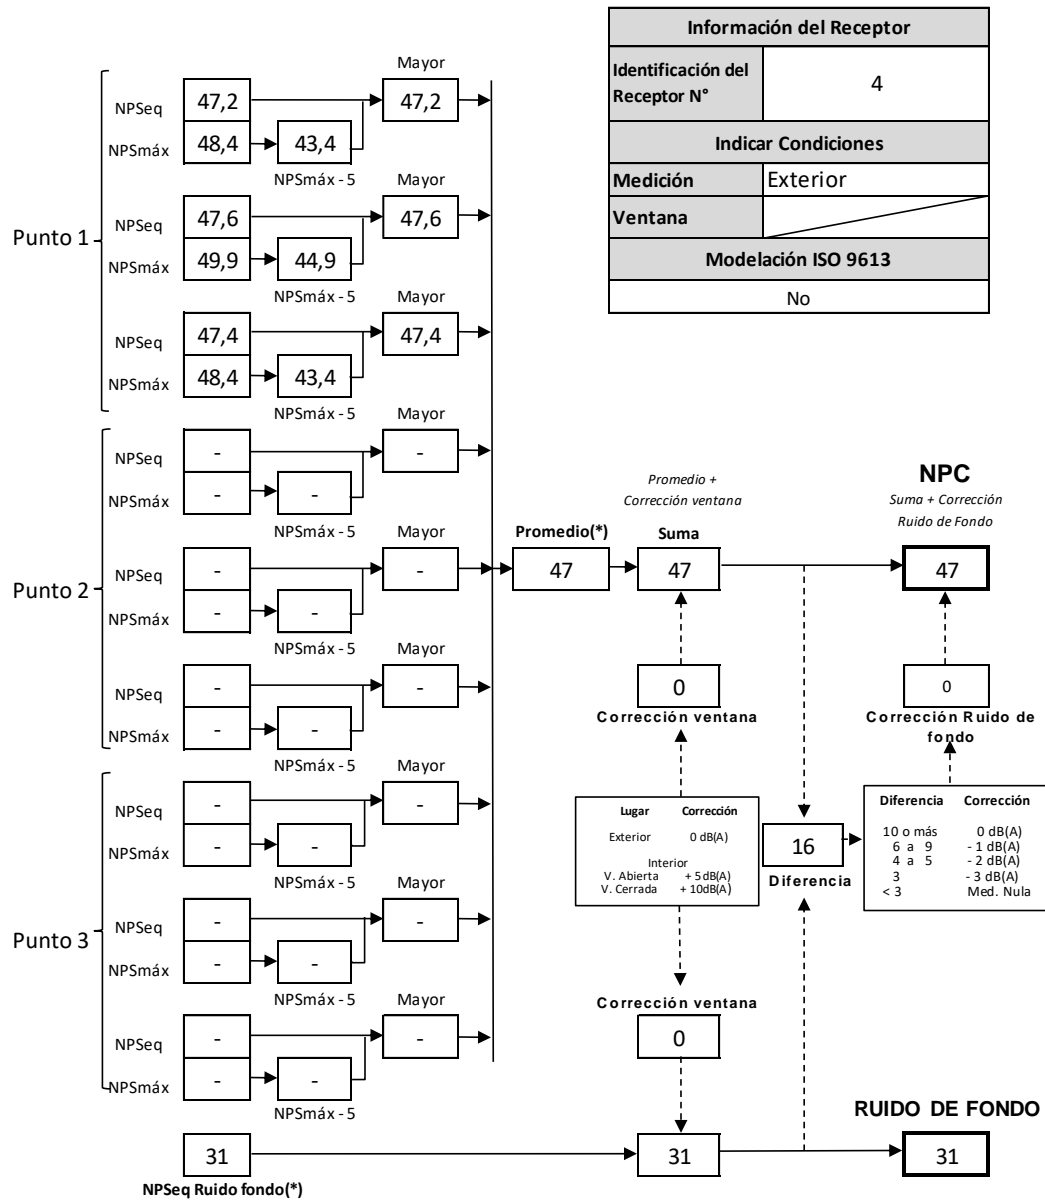 Información del Receptor
Identificación del
Receptor N°
4
Indicar Condiciones
Medición
Exterior
Ventana
Modelación ISO 9613
No
Punto 1
Mayor
NPSeq
47,2
47,2
NPSmáx
48,4
43,4
NPSmáx - 5
Mayor
NPSeq
47,6
47,6
NPSmáx
49,9
44,9
NPSmáx - 5
Mayor
NPSeq
47,4
47,4
NPSmáx
48,4
43,4
NPSmáx - 5
Punto 2
Mayor
NPSeq
-
-
NPSmáx
-
-
NPSmáx - 5
Mayor
NPSeq
-
-
NPSmáx
-
-
NPSmáx - 5
Mayor
NPSeq
-
-
NPSmáx
-
-
NPSmáx - 5
Punto 3
Mayor
NPSeq
-
-
NPSmáx
-
-
NPSmáx - 5
Mayor
NPSeq
-
-
NPSmáx
-
-
NPSmáx - 5
Mayor
NPSeq
-
-
NPSmáx
-
-
NPSmáx - 5
Promedio(*)
47
Promedio +
Corrección ventana
Suma
47
NPC
Suma + Corrección
Ruido de Fondo
47
0
Corrección ventana
0
Corrección Ruido de
fondo
Lugar Corrección
Exterior 0 dB(A)
Interior
V. Abierta + 5dB(A)
V. Cerrada + 10dB(A)
16
Diferencia
Diferencia Corrección
10 o más 0 dB(A)
6 a 9 - 1 dB(A)
4 a 5 - 2 dB(A)
3 - 3 dB(A)
< 3 Med. Nula
Corrección ventana
0
RUIDO DE FONDO
31
31
31
NPSeq Ruido fondo(*)